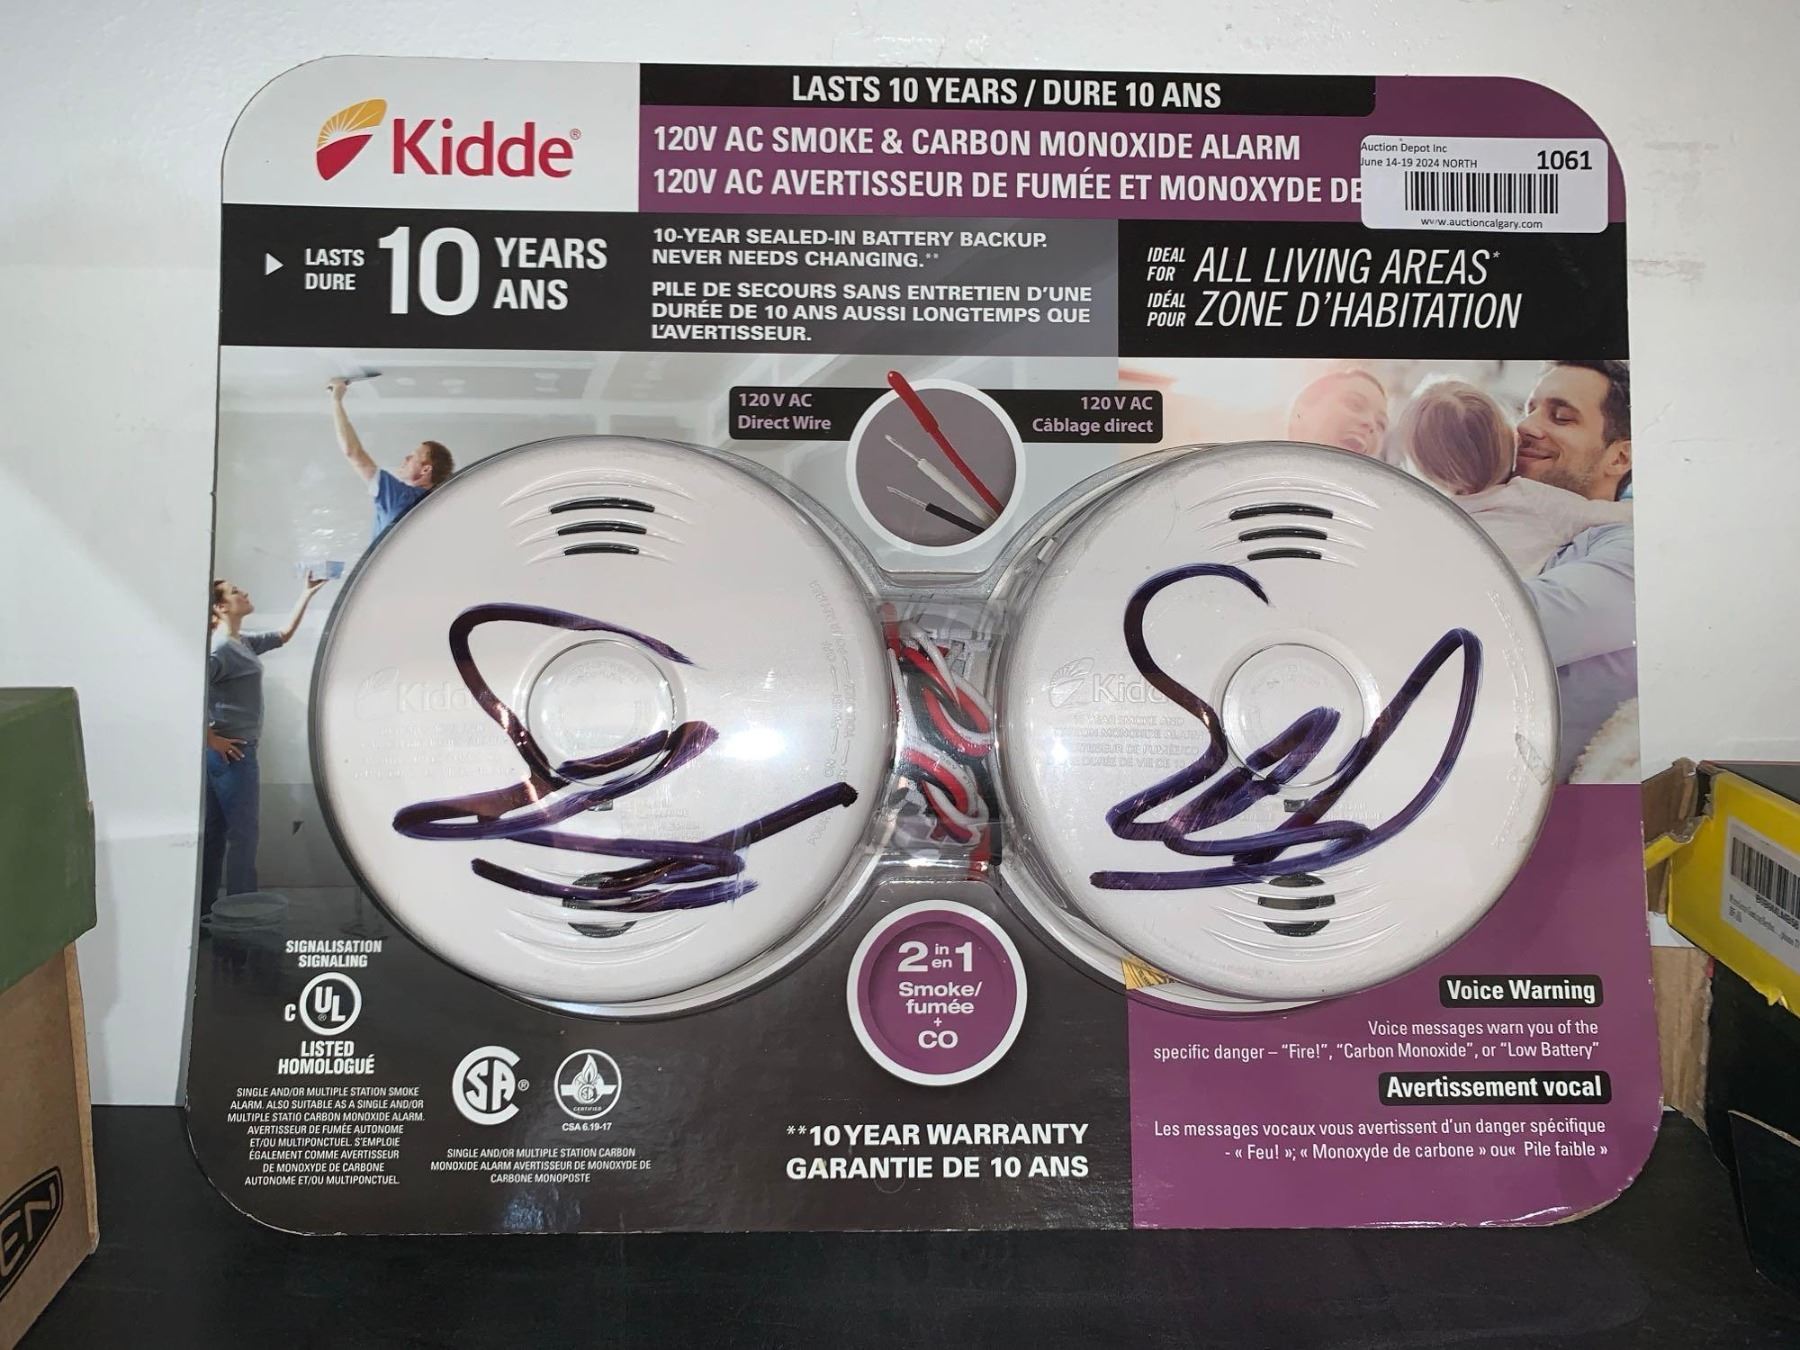 LASTS 10 YEARS / DURE 10 ANS
Kidde®
120V AC SMOKE & CARBON MONOXIDE ALARM
120V AC AVERTISSEUR DE FUMÉE ET MONOXYDE DE
Auction Depot Inc
June 14-19 2024 NORTH
1061
www.auctioncalgary.com
LASTS
DURE
10
YEARS
ANS
10-YEAR SEALED-IN BATTERY BACKUP.
NEVER NEEDS CHANGING.**
PILE DE SECOURS SANS ENTRETIEN D'UNE
DURÉE DE 10 ANS AUSSI LONGTEMPS QUE
L'AVERTISSEUR.
IDEAL
FOR
ALL LIVING AREAS*
IDÉAL
POUR
ZONE D'HABITATION
120 V AC
Direct Wire
120 V AC
Câblage direct
Kidde
Kidde
SIGNALISATION
SIGNALING
C UL ®
LISTED
HOMOLOGUÉ
SINGLE AND/OR MULTIPLE STATION SMOKE
ALARM. ALSO SUITABLE AS A SINGLE AND/OR
MULTIPLE STATIO CARBON MONOXIDE ALARM.
AVERTISSEUR DE FUMÉE AUTONOME
ET/OU MULTIPONCTUEL. S'EMPLOIE
ÉGALEMENT COMME AVERTISSEUR
DE MONOXYDE DE CARBONE
AUTONOME ET/OU MULTIPONCTUEL.
SA®
CERTIFIED
CSA 6.19-17
SINGLE AND/OR MULTIPLE STATION CARBON
MONOXIDE ALARM AVERTISSEUR DE MONOXYDE DE
CARBONE MONOPOSTE
2 in en 1
Smoke/
fumée
+
CO
**10 YEAR WARRANTY
GARANTIE DE 10 ANS
Voice Warning
Voice messages warn you of the
specific danger – "Fire!", "Carbon Monoxide", or "Low Battery"
Avertissement vocal
Les messages vocaux vous avertissent d'un danger spécifique
- « Feu! »; « Monoxyde de carbone » ou« Pile faible »
EN